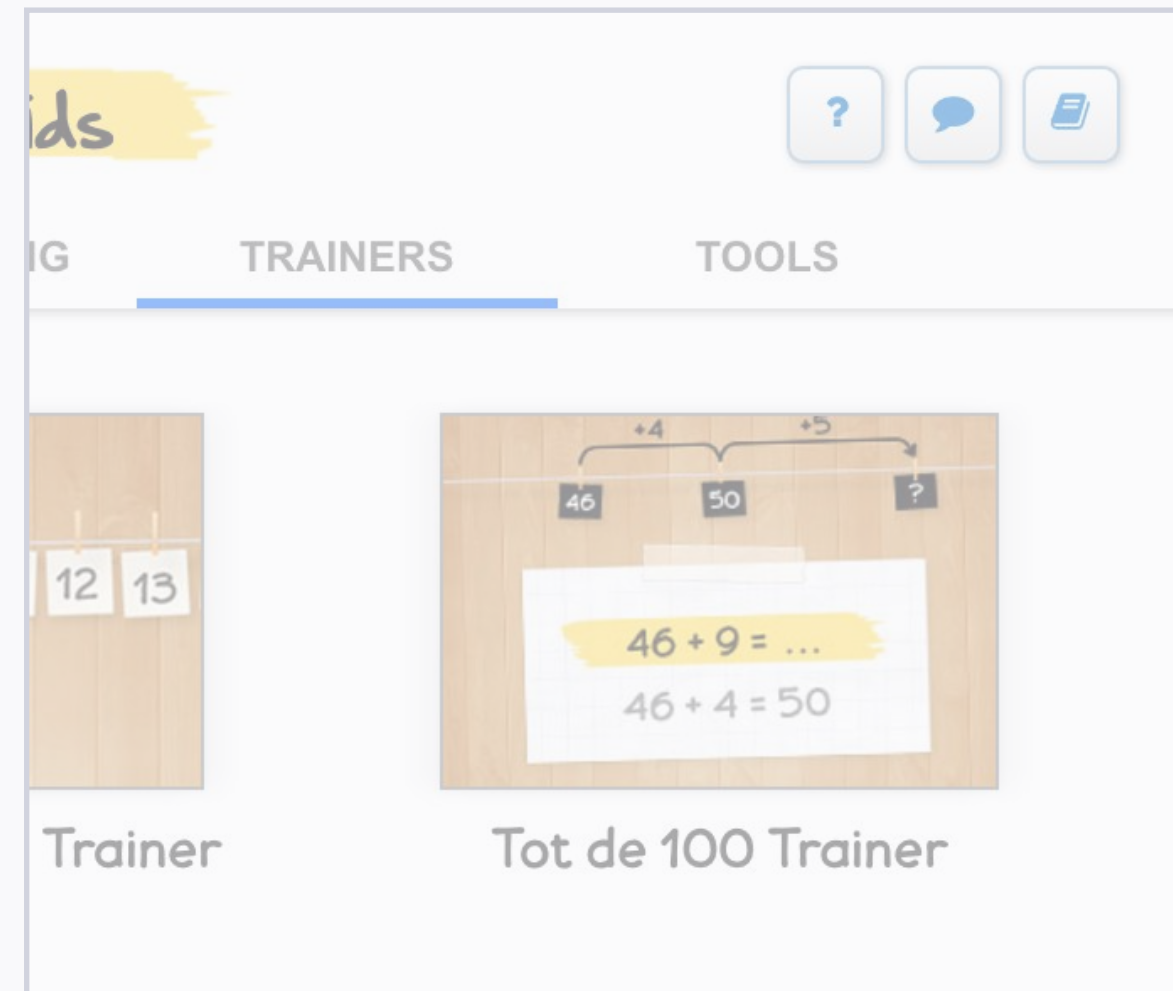 ids
?
IG TRAINERS TOOLS
+4 +5
46 50 ?
12 13
46 + 9 = ...
46 + 4 = 50
Trainer Tot de 100 Trainer